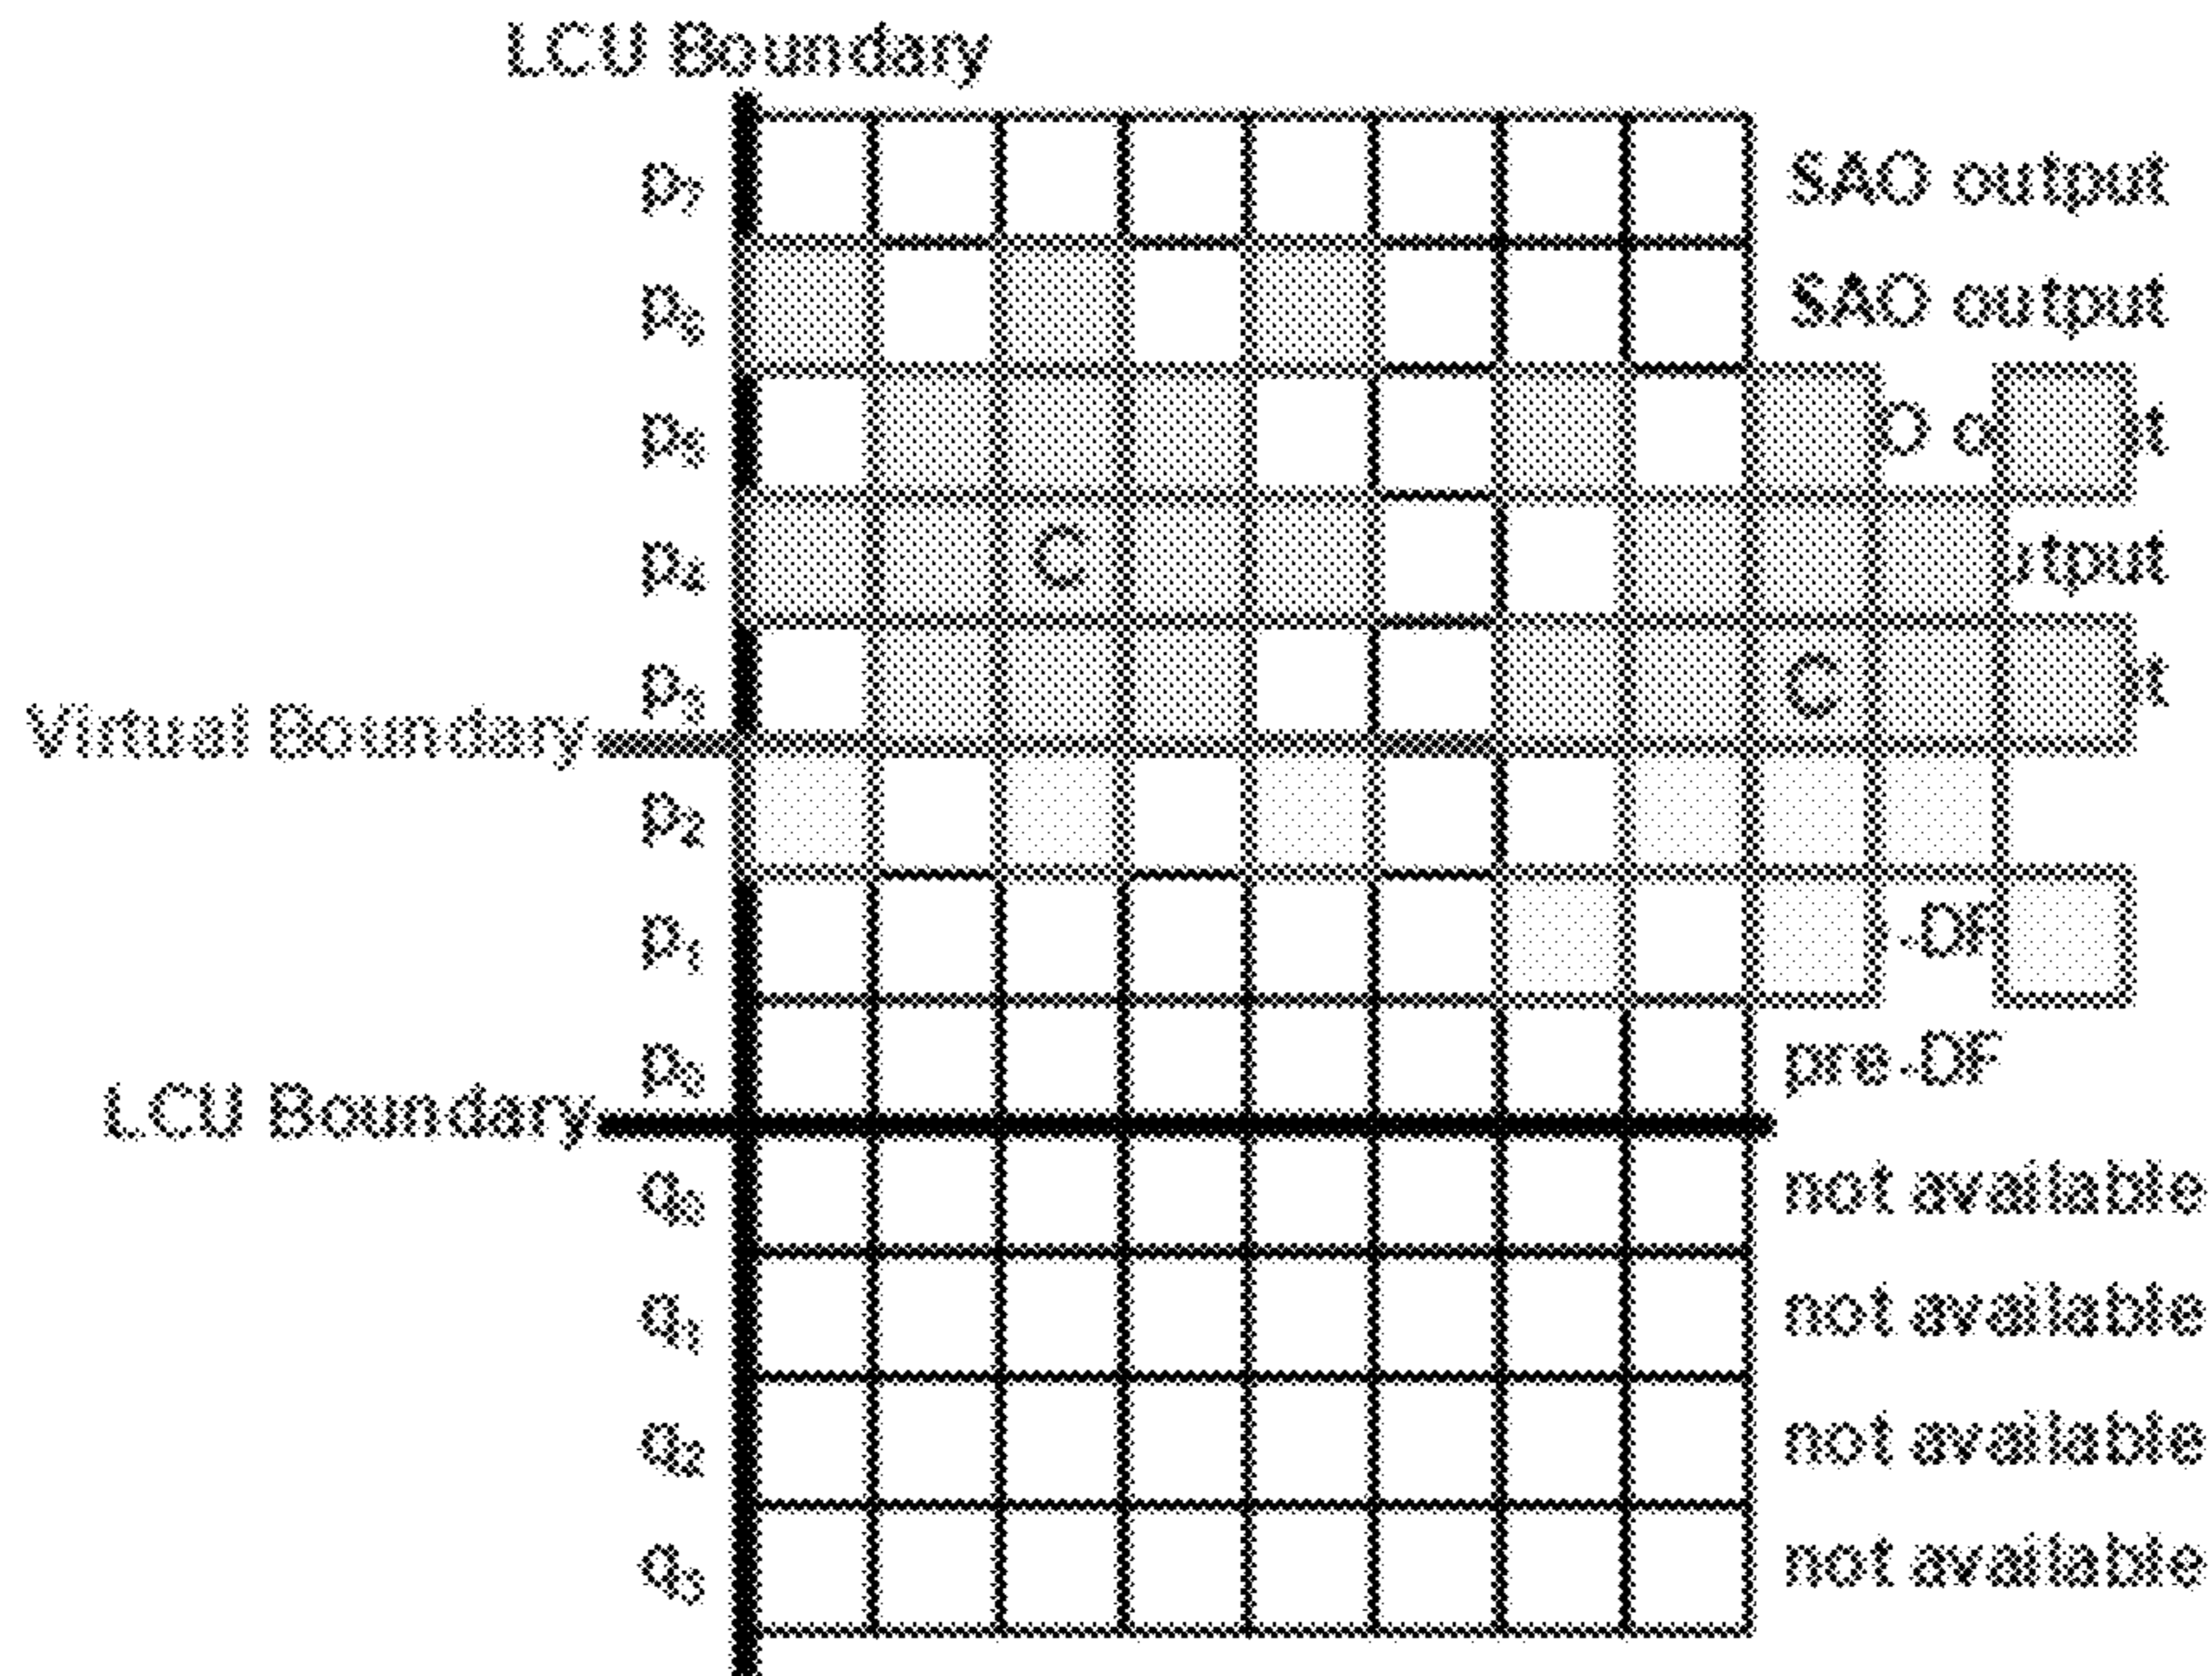 LCU Boundary
p7 SAO output
p6 SAO output
p5
p4 C
p3 C
Virtual Boundary
p2
p1 -DF
p0 pre-DF
LCU Boundary
q0 not available
q1 not available
q2 not available
q3 not available